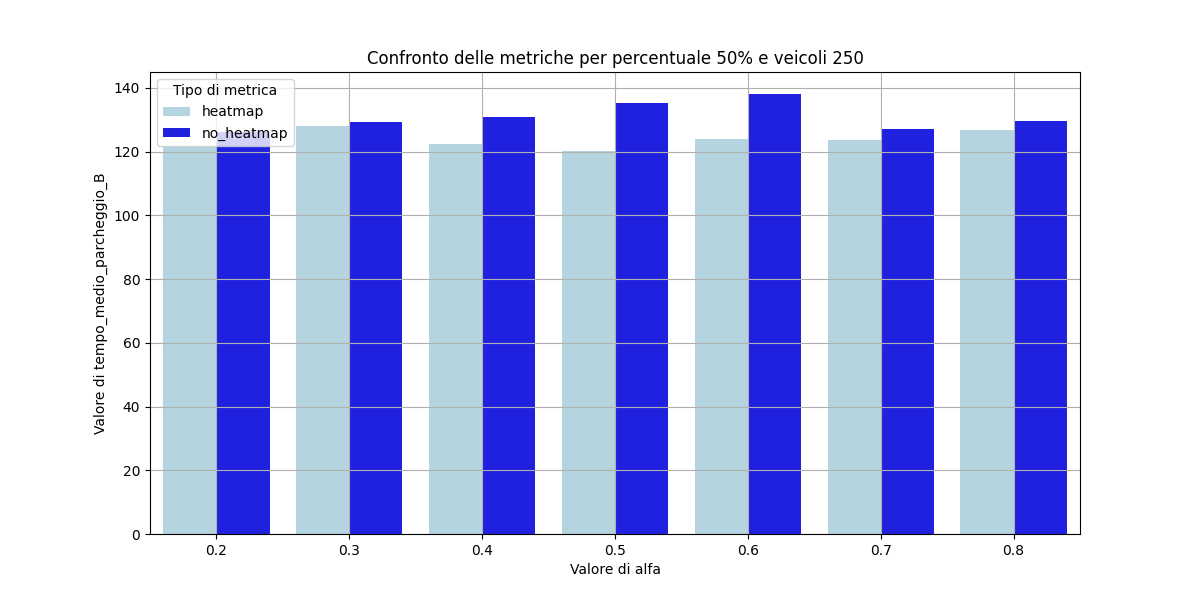 Confronto delle metriche per percentuale 50% e veicoli 250
Tipo di metrica
heatmap
no_heatmap
Valore di tempo_medio_parcheggio_B
140
120
100
80
60
40
20
0
0.2 0.3 0.4 0.5 0.6 0.7 0.8
Valore di alfa